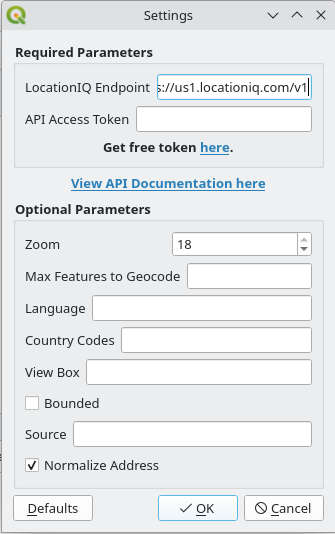 Settings
Required Parameters
LocationIQ Endpoint s://us1.locationiq.com/v1
API Access Token
Get free token here.
View API Documentation here
Optional Parameters
Zoom 18
Max Features to Geocode
Language
Country Codes
View Box
Bounded
Source
Normalize Address
Defaults OK Cancel